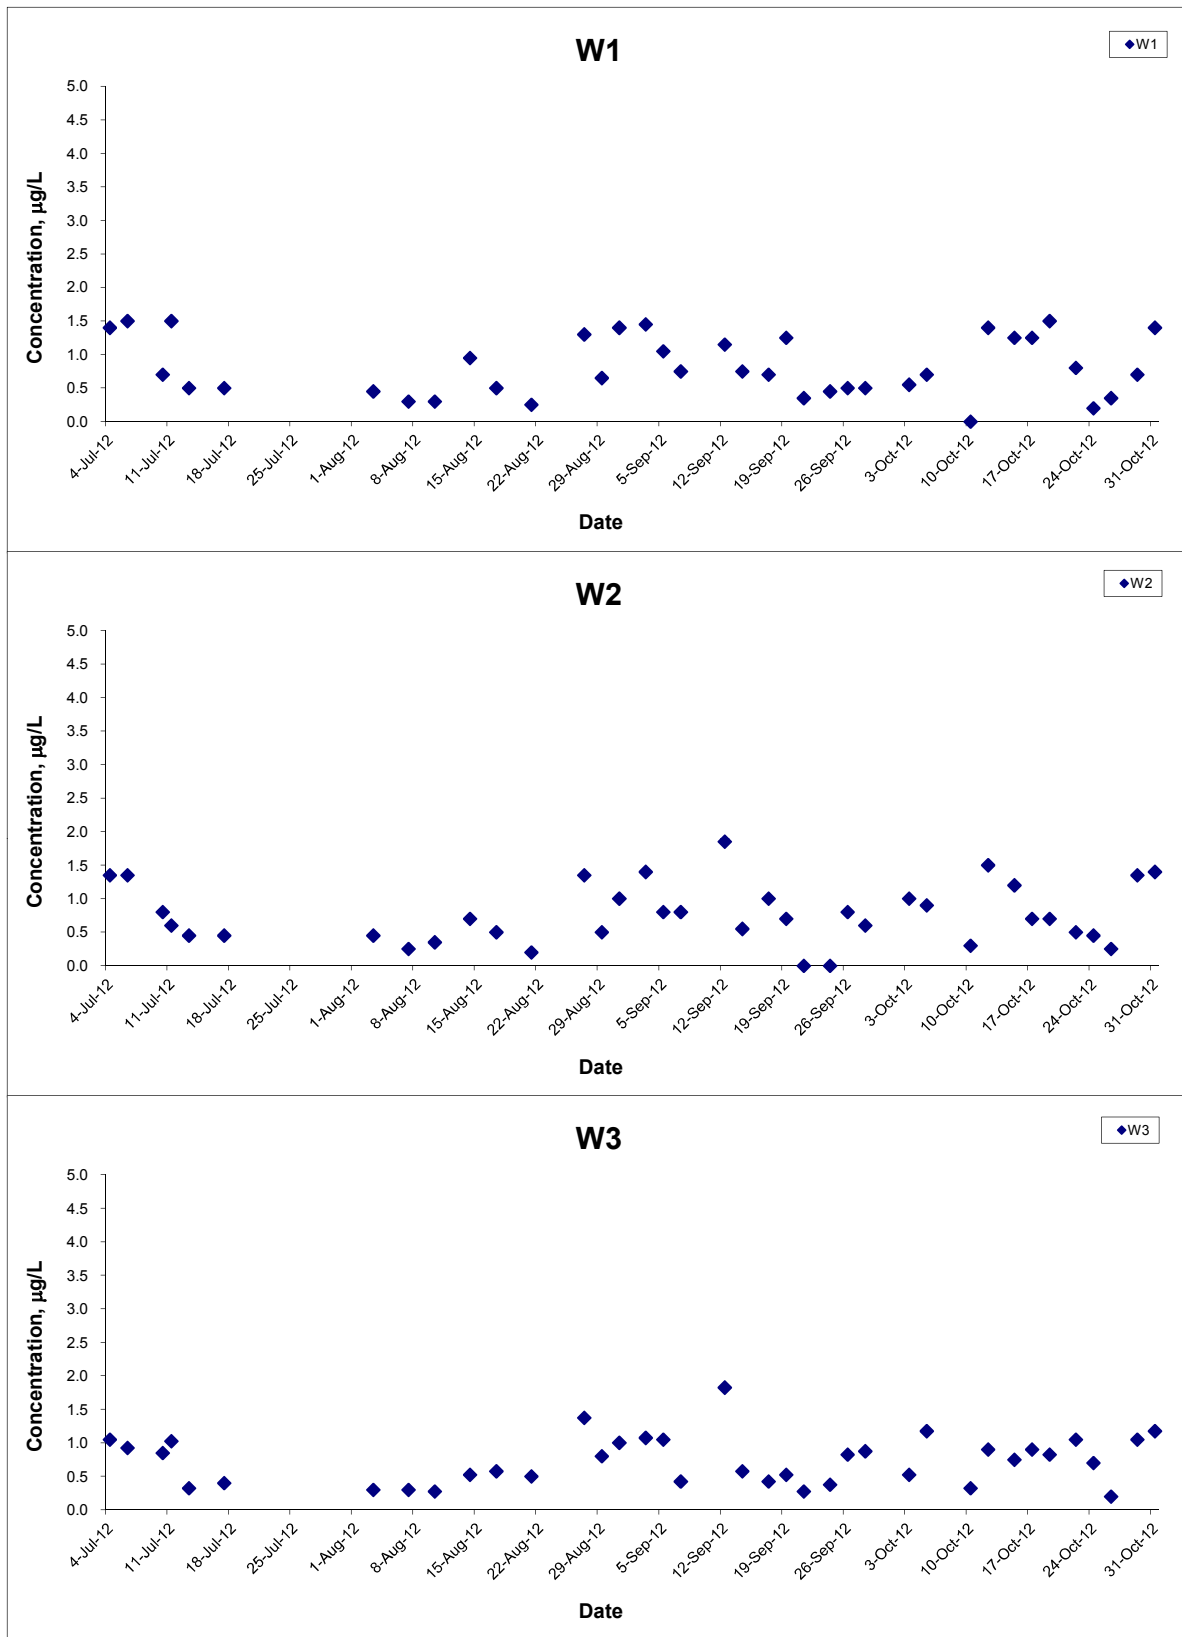 W1
W1
5.0
4.5
4.0
3.5
3.0
2.5
2.0
1.5
1.0
0.5
0.0
Concentration, µg/L
4-Jul-12 11-Jul-12 18-Jul-12 25-Jul-12 1-Aug-12 8-Aug-12 15-Aug-12 22-Aug-12 29-Aug-12 5-Sep-12 12-Sep-12 19-Sep-12 26-Sep-12 3-Oct-12 10-Oct-12 17-Oct-12 24-Oct-12 31-Oct-12
Date
W2
W2
5.0
4.5
4.0
3.5
3.0
2.5
2.0
1.5
1.0
0.5
0.0
Concentration, µg/L
4-Jul-12 11-Jul-12 18-Jul-12 25-Jul-12 1-Aug-12 8-Aug-12 15-Aug-12 22-Aug-12 29-Aug-12 5-Sep-12 12-Sep-12 19-Sep-12 26-Sep-12 3-Oct-12 10-Oct-12 17-Oct-12 24-Oct-12 31-Oct-12
Date
W3
W3
5.0
4.5
4.0
3.5
3.0
2.5
2.0
1.5
1.0
0.5
0.0
Concentration, µg/L
4-Jul-12 11-Jul-12 18-Jul-12 25-Jul-12 1-Aug-12 8-Aug-12 15-Aug-12 22-Aug-12 29-Aug-12 5-Sep-12 12-Sep-12 19-Sep-12 26-Sep-12 3-Oct-12 10-Oct-12 17-Oct-12 24-Oct-12 31-Oct-12
Date